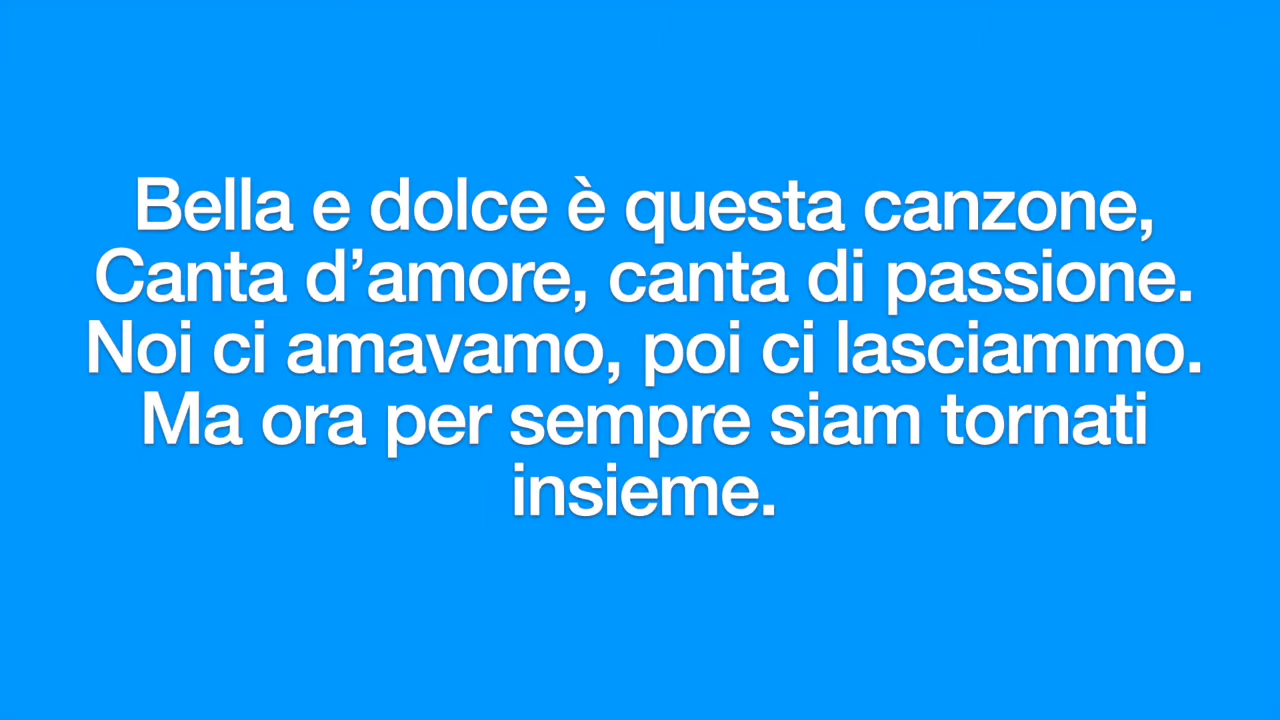 Bella e dolce è questa canzone,
Canta d’amore, canta di passione.
Noi ci amavamo, poi ci lasciammo.
Ma ora per sempre siam tornati
insieme.